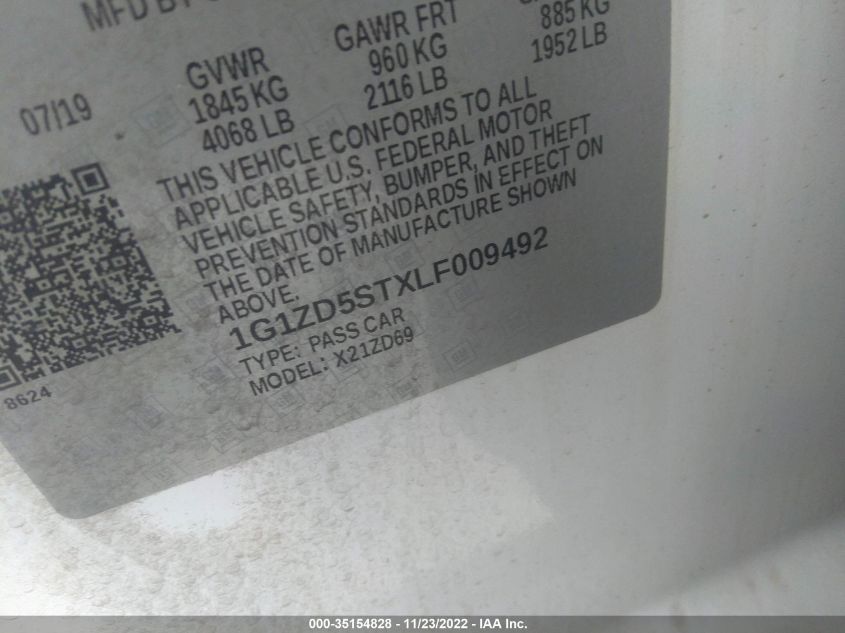 MFD BY
07/19
GVWR GAWR FRT
1845 KG 960 KG 885 KG
4068 LB 2116 LB 1952 LB
THIS VEHICLE CONFORMS TO ALL
APPLICABLE U.S. FEDERAL MOTOR
VEHICLE SAFETY, BUMPER, AND THEFT
PREVENTION STANDARDS IN EFFECT ON
THE DATE OF MANUFACTURE SHOWN
ABOVE.
1G1ZD5STXLF009492
TYPE: PASS CAR
MODEL: X21ZD69
8624
000-35154828 - 11/23/2022 - IAA Inc.